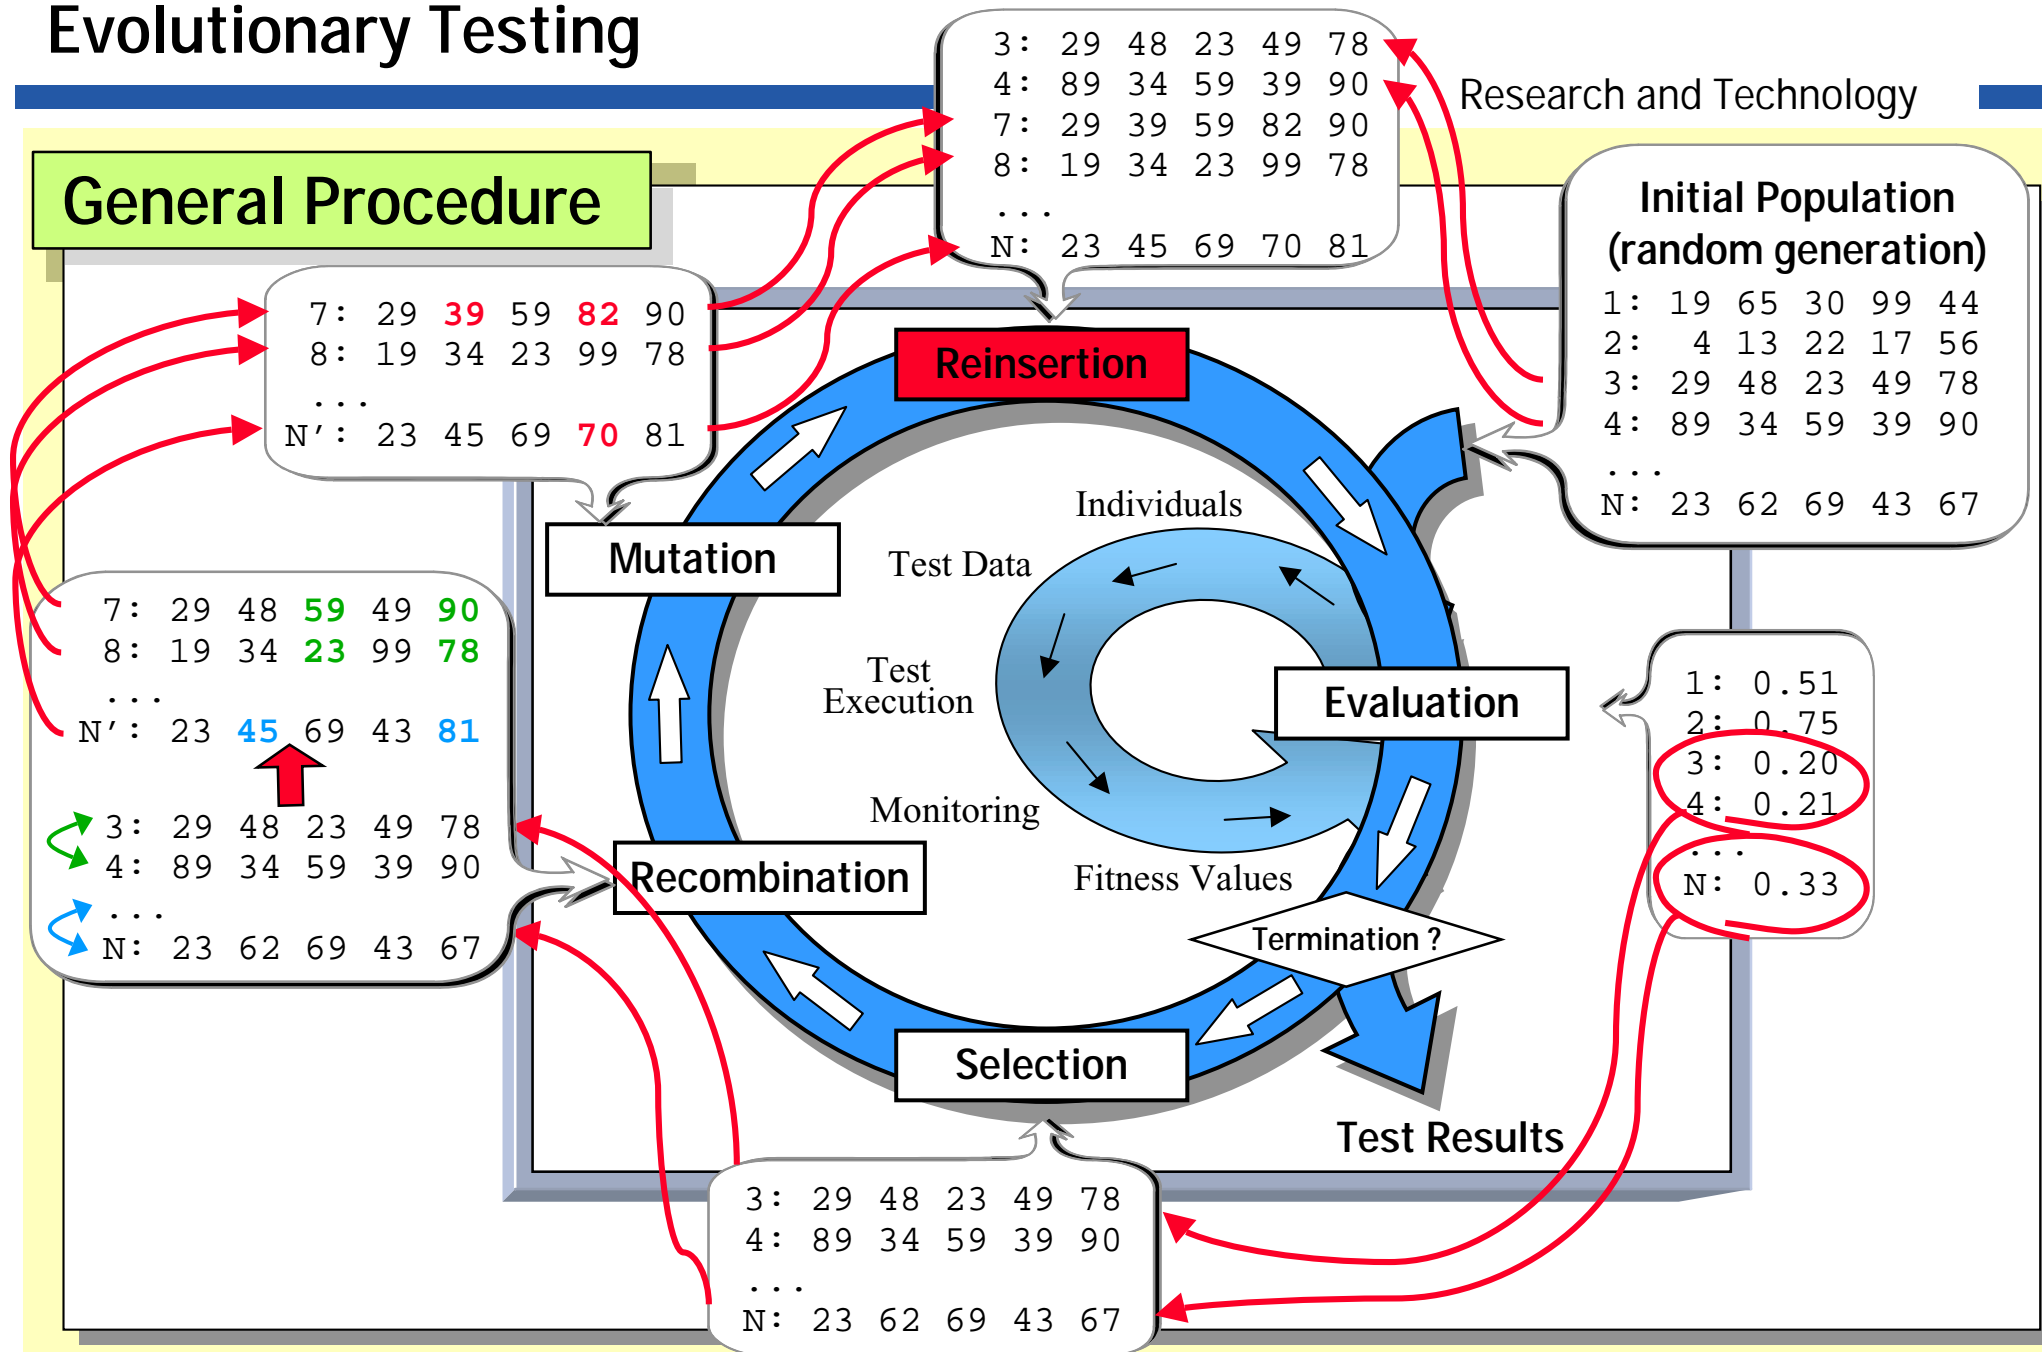 Evolutionary Testing
Research and Technology
General Procedure
3: 29 48 23 49 78
4: 89 34 59 39 90
7: 29 39 59 82 90
8: 19 34 23 99 78
...
N: 23 45 69 70 81
Initial Population
(random generation)
1: 19 65 30 99 44
2: 4 13 22 17 56
3: 29 48 23 49 78
4: 89 34 59 39 90
...
N: 23 62 69 43 67
7: 29 39 59 82 90
8: 19 34 23 99 78
...
N': 23 45 69 70 81
Reinsertion
Mutation
Individuals
Test Data
Test
Execution
Monitoring
Fitness Values
Evaluation
1: 0.51
2: 0.75
3: 0.20
4: 0.21
...
N: 0.33
7: 29 48 59 49 90
8: 19 34 23 99 78
...
N': 23 45 69 43 81
3: 29 48 23 49 78
4: 89 34 59 39 90
...
N: 23 62 69 43 67
Recombination
Termination ?
Selection
Test Results
3: 29 48 23 49 78
4: 89 34 59 39 90
...
N: 23 62 69 43 67